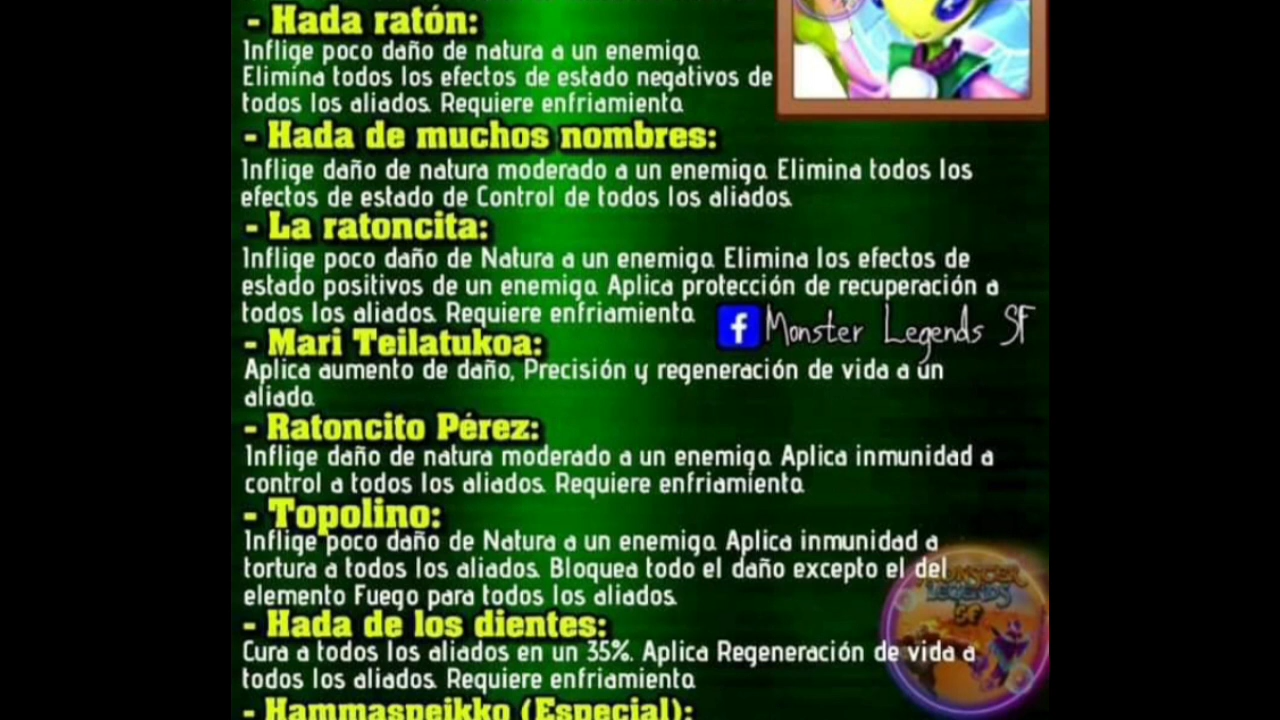 - Hada ratón:
Inflige poco daño de natura a un enemigo.
Elimina todos los efectos de estado negativos de
todos los aliados. Requiere enfriamiento.
- Hada de muchos nombres:
Inflige daño de natura moderado a un enemigo. Elimina todos los
efectos de estado de Control de todos los aliados.
- La ratoncita:
Inflige poco daño de Natura a un enemigo. Elimina los efectos de
estado positivos de un enemigo. Aplica protección de recuperación a
todos los aliados. Requiere enfriamiento.
f Monster Legends SF
- Mari Teilatukoa:
Aplica aumento de daño, Precisión y regeneración de vida a un
aliado.
- Ratoncito Pérez:
Inflige daño de natura moderado a un enemigo. Aplica inmunidad a
control a todos los aliados. Requiere enfriamiento.
- Topolino:
Inflige poco daño de Natura a un enemigo. Aplica inmunidad a
tortura a todos los aliados. Bloquea todo el daño excepto el del
elemento Fuego para todos los aliados.
MONSTER
LEGENDS
SF
- Hada de los dientes:
Cura a todos los aliados en un 35%. Aplica Regeneración de vida a
todos los aliados. Requiere enfriamiento.
- Hammaspeikko (Especial):